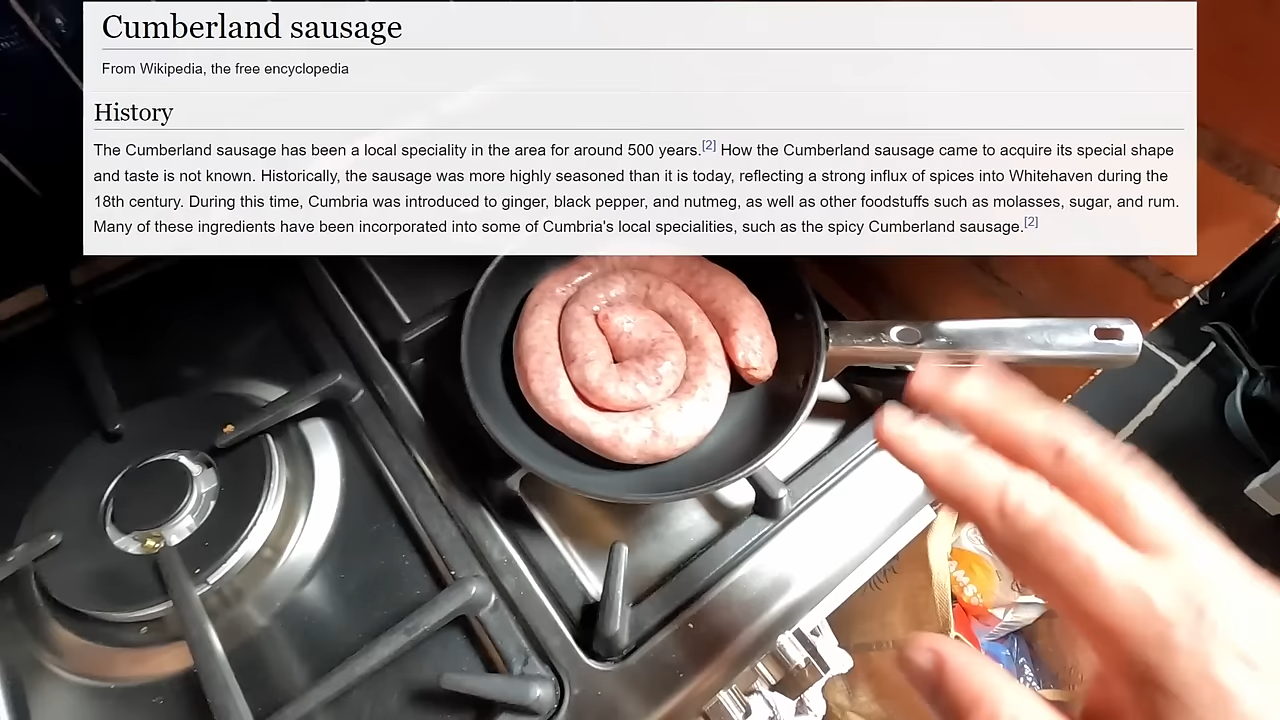 Cumberland sausage
From Wikipedia, the free encyclopedia
History
The Cumberland sausage has been a local speciality in the area for around 500 years.[2] How the Cumberland sausage came to acquire its special shape
and taste is not known. Historically, the sausage was more highly seasoned than it is today, reflecting a strong influx of spices into Whitehaven during the
18th century. During this time, Cumbria was introduced to ginger, black pepper, and nutmeg, as well as other foodstuffs such as molasses, sugar, and rum.
Many of these ingredients have been incorporated into some of Cumbria's local specialities, such as the spicy Cumberland sausage.[2]